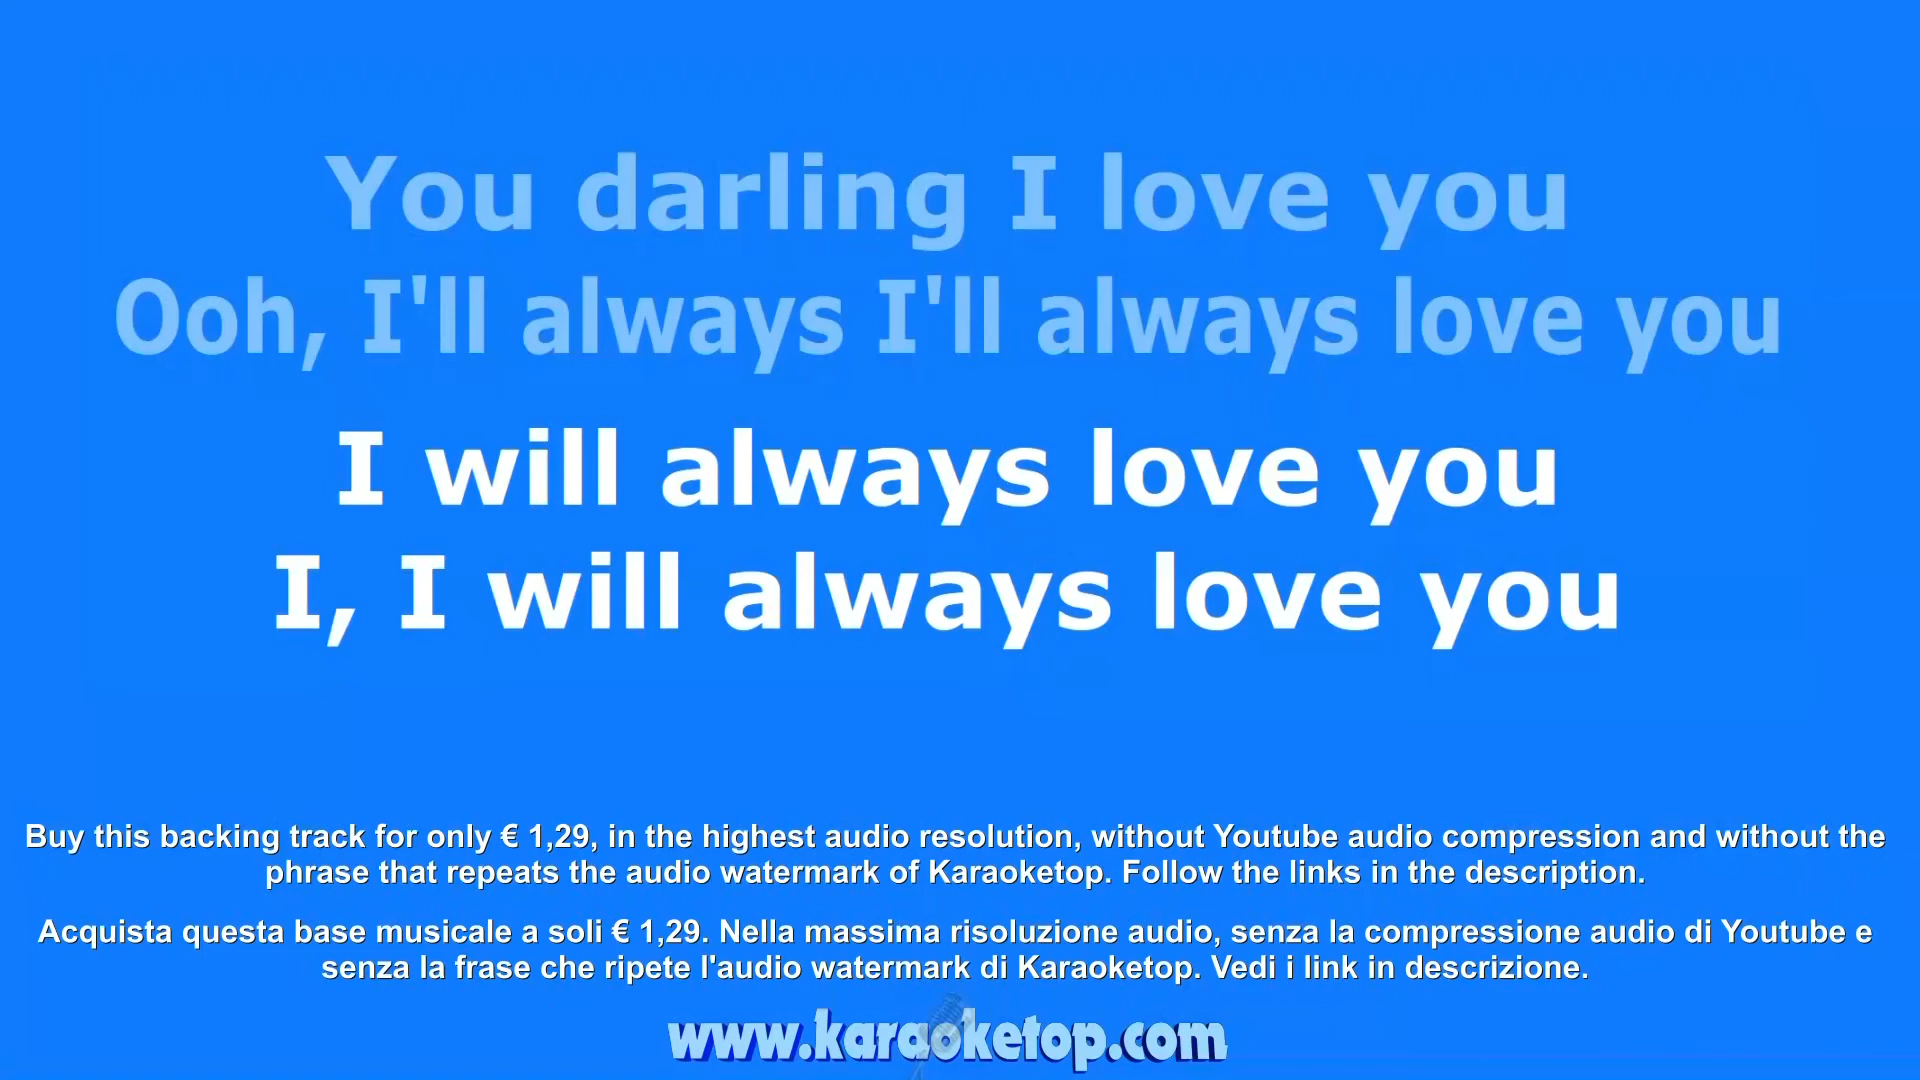 You darling I love you
Ooh, I'll always I'll always love you
I will always love you
I, I will always love you
Buy this backing track for only € 1,29, in the highest audio resolution, without Youtube audio compression and without the
phrase that repeats the audio watermark of Karaoketop. Follow the links in the description.
Acquista questa base musicale a soli € 1,29. Nella massima risoluzione audio, senza la compressione audio di Youtube e
senza la frase che ripete l'audio watermark di Karaoketop. Vedi i link in descrizione.
www.karaoketop.com